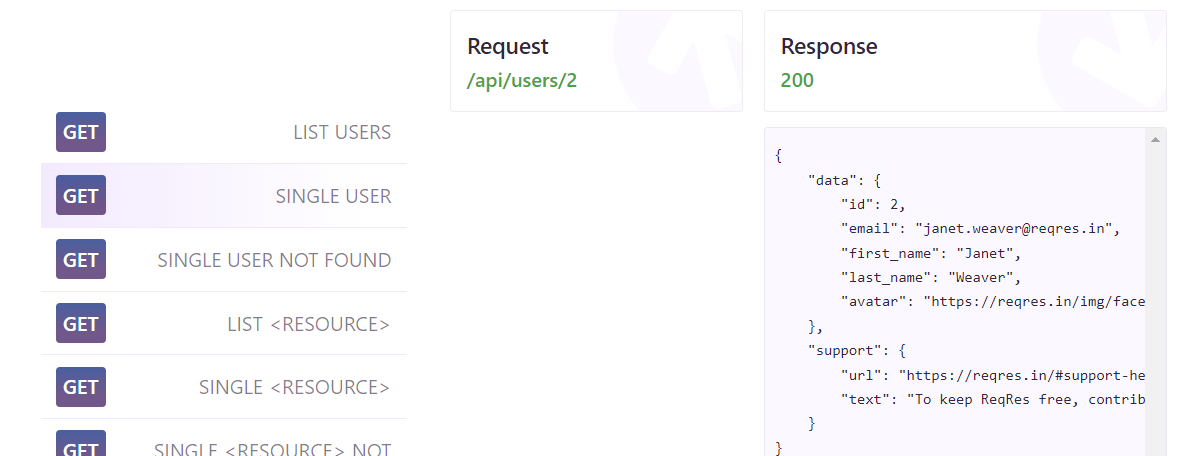 Request
/api/users/2
Response
200
GET LIST USERS
GET SINGLE USER
GET SINGLE USER NOT FOUND
GET LIST <RESOURCE>
GET SINGLE <RESOURCE>
GET SINGLE <RESOURCE> NOT
{
    "data": {
        "id": 2,
        "email": "janet.weaver@reqres.in",
        "first_name": "Janet",
        "last_name": "Weaver",
        "avatar": "https://reqres.in/img/face
    },
    "support": {
        "url": "https://reqres.in/#support-he
        "text": "To keep ReqRes free, contrib
    }
}